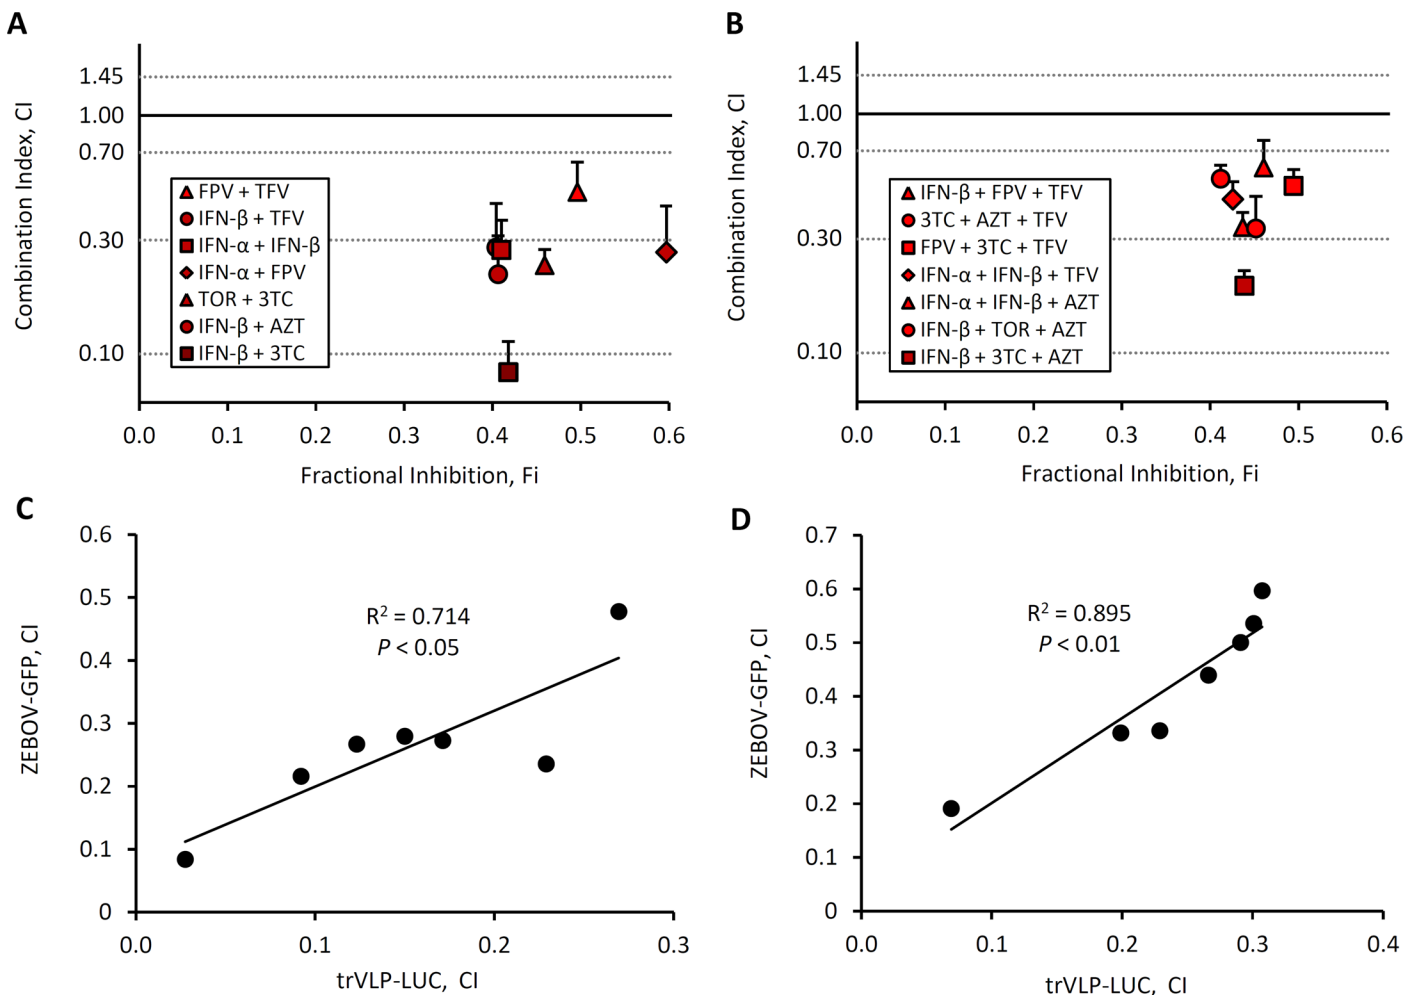 A
Combination Index, CI
1.45
1.00
0.70
0.30
0.10
FPV + TFV
IFN-β + TFV
IFN-α + IFN-β
IFN-α + FPV
TOR + 3TC
IFN-β + AZT
IFN-β + 3TC
0.0 0.1 0.2 0.3 0.4 0.5 0.6
Fractional Inhibition, Fi
B
Combination Index, CI
1.45
1.00
0.70
0.30
0.10
IFN-β + FPV + TFV
3TC + AZT + TFV
FPV + 3TC + TFV
IFN-α + IFN-β + TFV
IFN-α + IFN-β + AZT
IFN-β + TOR + AZT
IFN-β + 3TC + AZT
0.0 0.1 0.2 0.3 0.4 0.5 0.6
Fractional Inhibition, Fi
C
ZEBOV-GFP, CI
0.6
0.5
0.4
0.3
0.2
0.1
0
R² = 0.714
P < 0.05
0.0 0.1 0.2 0.3
trVLP-LUC, CI
D
ZEBOV-GFP, CI
0.7
0.6
0.5
0.4
0.3
0.2
0.1
0
R² = 0.895
P < 0.01
0.0 0.1 0.2 0.3 0.4
trVLP-LUC, CI